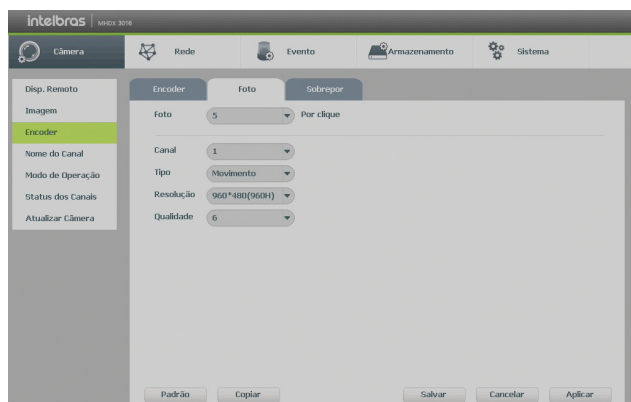 intelbras | MHDX 3016
Câmera Rede Evento Armazenamento Sistema
Disp. Remoto
Imagem
Encoder
Nome do Canal
Modo de Operação
Status dos Canais
Atualizar Câmera
Encoder Foto Sobrepor
Foto 5 Por clique
Canal 1
Tipo Movimento
Resolução 960*480(960H)
Qualidade 6
Padrão Copiar Salvar Cancelar Aplicar